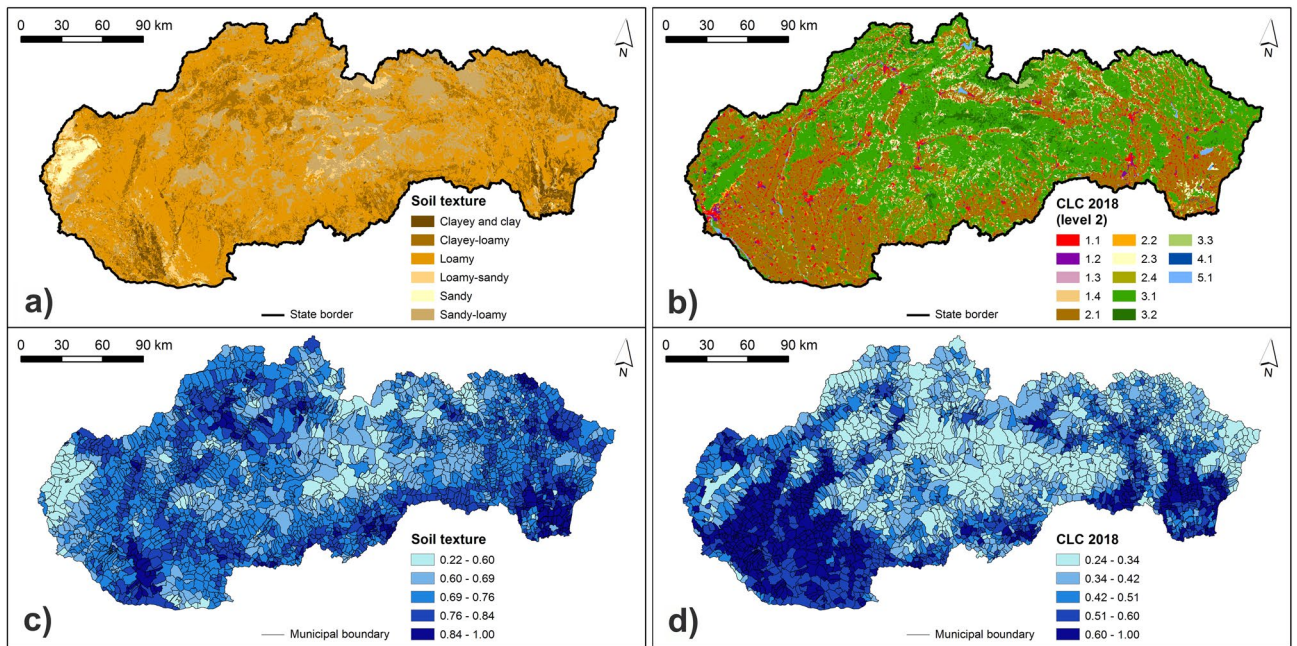 0 30 60 90 km
N
Soil texture
Clayey and clay
Clayey-loamy
Loamy
Loamy-sandy
Sandy
Sandy-loamy
State border
a)
0 30 60 90 km
N
CLC 2018
(level 2)
1.1 2.2 3.3
1.2 2.3 4.1
1.3 2.4 5.1
1.4 3.1
2.1 3.2
State border
b)
0 30 60 90 km
N
Soil texture
0.22 - 0.60
0.60 - 0.69
0.69 - 0.76
0.76 - 0.84
0.84 - 1.00
Municipal boundary
c)
0 30 60 90 km
N
CLC 2018
0.24 - 0.34
0.34 - 0.42
0.42 - 0.51
0.51 - 0.60
0.60 - 1.00
Municipal boundary
d)